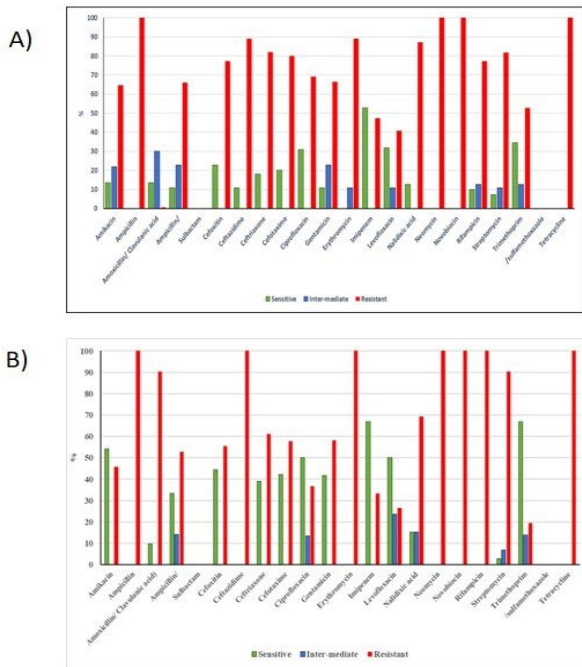 A)
100
90
80
70
60
50
40
30
20
10
0
%
Amikacin
Ampicillin
Amoxicillin/ Clavulanic acid
Ampicillin/
Sulbactam
Cefoxitin
Ceftazidime
Ceftriaxone
Cefotaxime
Ciprofloxacin
Gentamicin
Erythromycin
Imipenem
Levofloxacin
Nalidixic acid
Neomycin
Novobiocin
Rifampicin
Streptomycin
Trimethoprim
/sulfamethoxazole
Tetracycline
Sensitive Inter-mediate Resistant
B)
100
90
80
70
60
50
40
30
20
10
0
%
Amikacin
Ampicillin
Amoxicillin/ Clavulanic acid)
Ampicillin/
Sulbactam
Cefoxitin
Ceftazidime
Ceftriaxone
Cefotaxime
Ciprofloxacin
Gentamicin
Erythromycin
Imipenem
Levofloxacin
Nalidixic acid
Neomycin
Novobiocin
Rifampicin
Streptomycin
Trimethoprim
/sulfamethoxazole
Tetracycline
Sensitive Inter-mediate Resistant